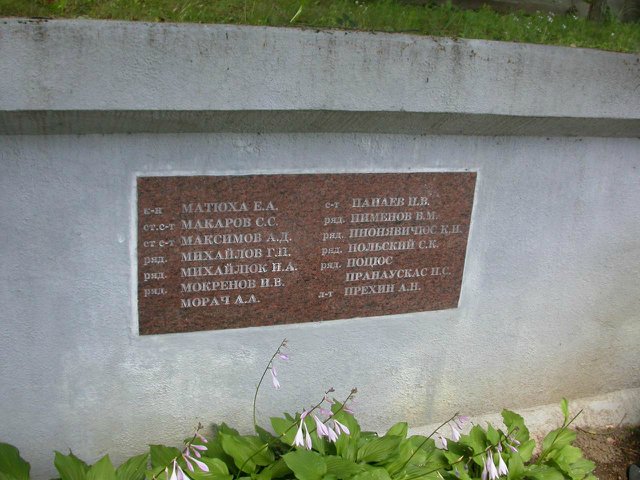 к-н МАТЮХА Е.А.
ст.с-т МАКАРОВ С.С.
ст с-т МАКСИМОВ А.Д.
ряд. МИХАЙЛОВ Г.П.
ряд. МИХАЙЛЮК И.А.
ряд. МОКРЕНОВ И.В.
МОРАЧ А.А.
с-т ПАНАЕВ И.В.
ряд. ПИМЕНОВ В.М.
ряд. ПИОНЯВИЧЮС К.И.
ряд. ПОЛЬСКИЙ С.К.
ряд. ПОЦЮС
ПРАНАУСКАС П.С.
л-т ПРЕХИН А.Н.